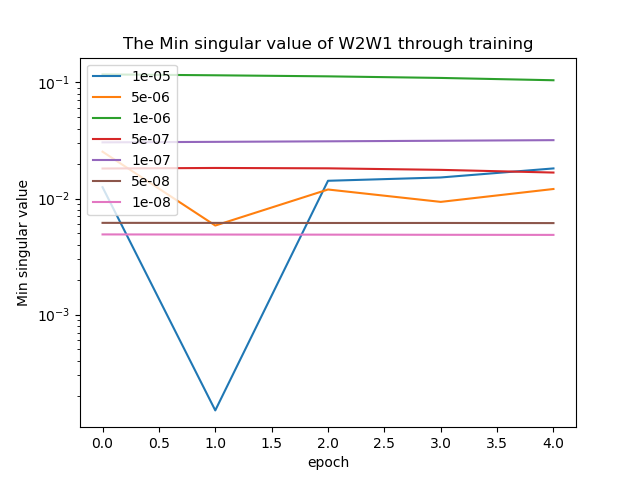 The Min singular value of W2W1 through training
1e-05
5e-06
1e-06
5e-07
1e-07
5e-08
1e-08
10⁻¹
10⁻²
10⁻³
Min singular value
0.0 0.5 1.0 1.5 2.0 2.5 3.0 3.5 4.0
epoch